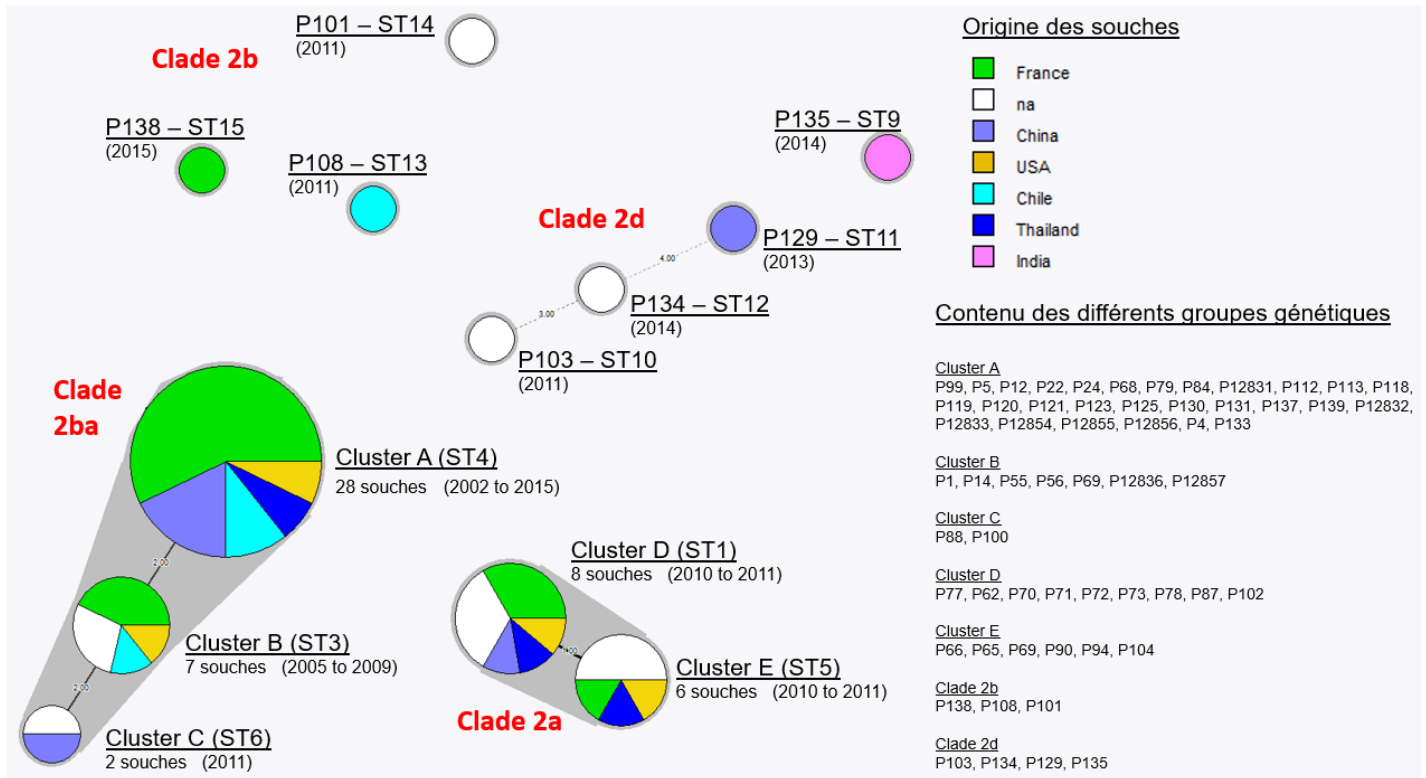 P101 – ST14
(2011)
Clade 2b
P138 – ST15
(2015)
P108 – ST13
(2011)
P135 – ST9
(2014)
Clade 2d
P129 – ST11
(2013)
4.00
P134 – ST12
(2014)
3.00
P103 – ST10
(2011)
Clade
2ba
Cluster A (ST4)
28 souches (2002 to 2015)
2.00
Cluster B (ST3)
7 souches (2005 to 2009)
2.00
Cluster C (ST6)
2 souches (2011)
Cluster D (ST1)
8 souches (2010 to 2011)
Cluster E (ST5)
6 souches (2010 to 2011)
Clade 2a
Origine des souches
France
na
China
USA
Chile
Thailand
India
Contenu des différents groupes génétiques
Cluster A
P99, P5, P12, P22, P24, P68, P79, P84, P12831, P112, P113, P118,
P119, P120, P121, P123, P125, P130, P131, P137, P139, P12832,
P12833, P12854, P12855, P12856, P4, P133
Cluster B
P1, P14, P55, P56, P69, P12836, P12857
Cluster C
P88, P100
Cluster D
P77, P62, P70, P71, P72, P73, P78, P87, P102
Cluster E
P66, P65, P69, P90, P94, P104
Clade 2b
P138, P108, P101
Clade 2d
P103, P134, P129, P135